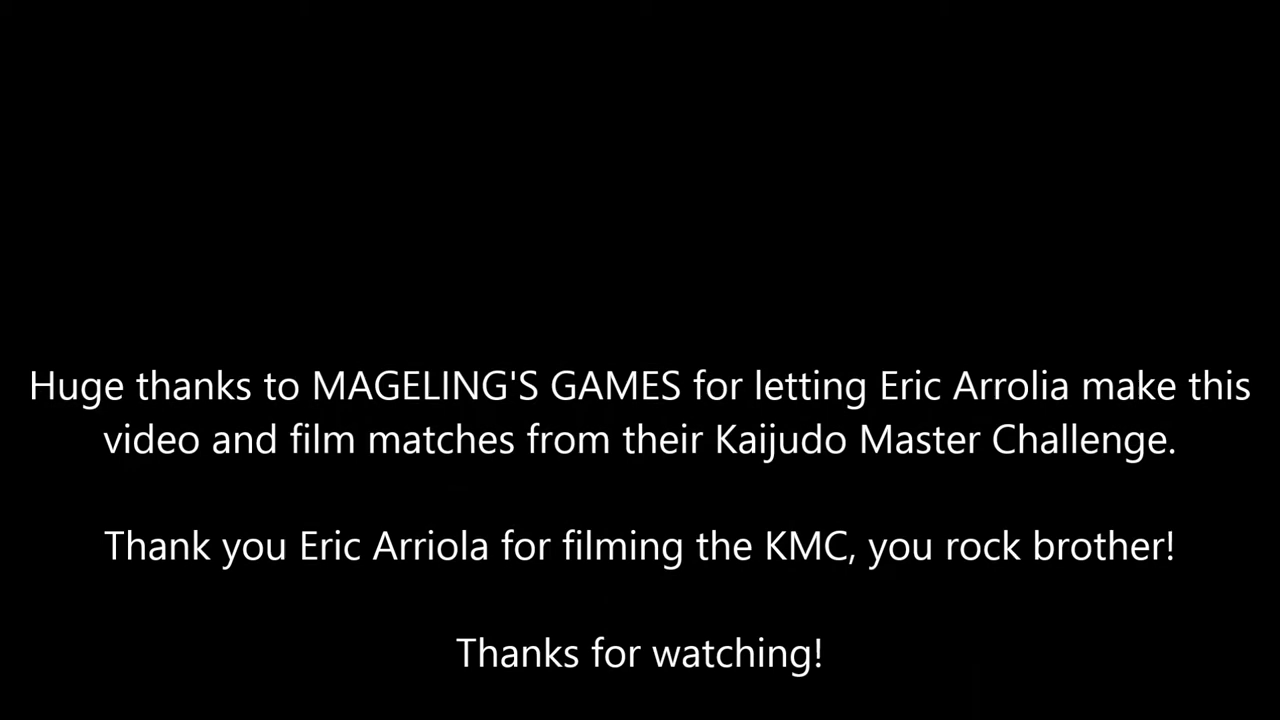 Huge thanks to MAGELING'S GAMES for letting Eric Arrolia make this
video and film matches from their Kaijudo Master Challenge.
Thank you Eric Arriola for filming the KMC, you rock brother!
Thanks for watching!